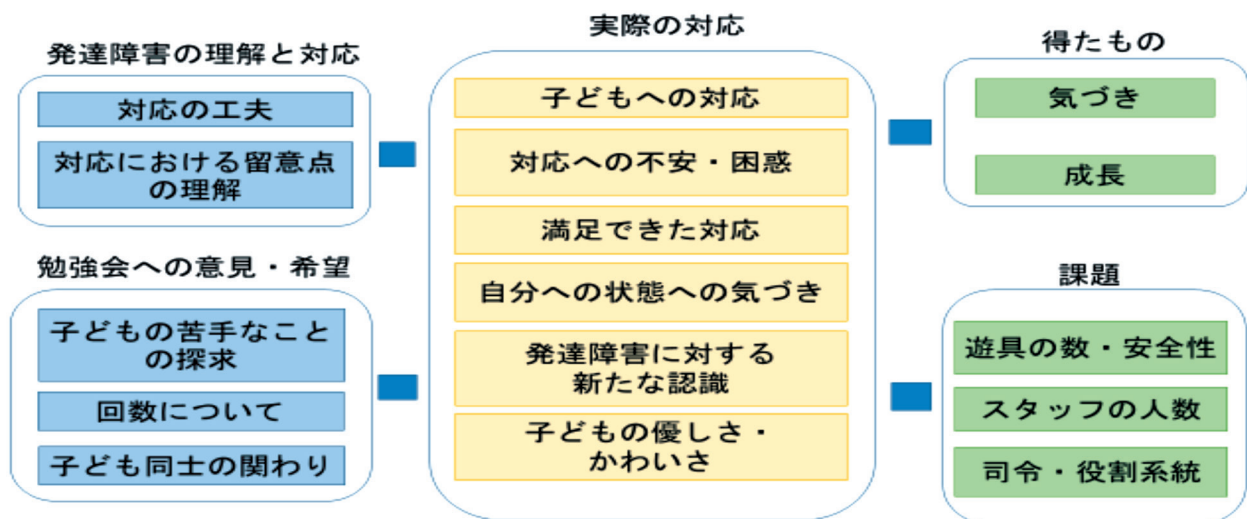 発達障害の理解と対応
対応の工夫
対応における留意点
の理解
勉強会への意見・希望
子どもの苦手なこと
の探求
回数について
子ども同士の関わり
実際の対応
子どもへの対応
対応への不安・困惑
満足できた対応
自分への状態への気づき
発達障害に対する
新たな認識
子どもの優しさ・
かわいさ
得たもの
気づき
成長
課題
遊具の数・安全性
スタッフの人数
司令・役割系統